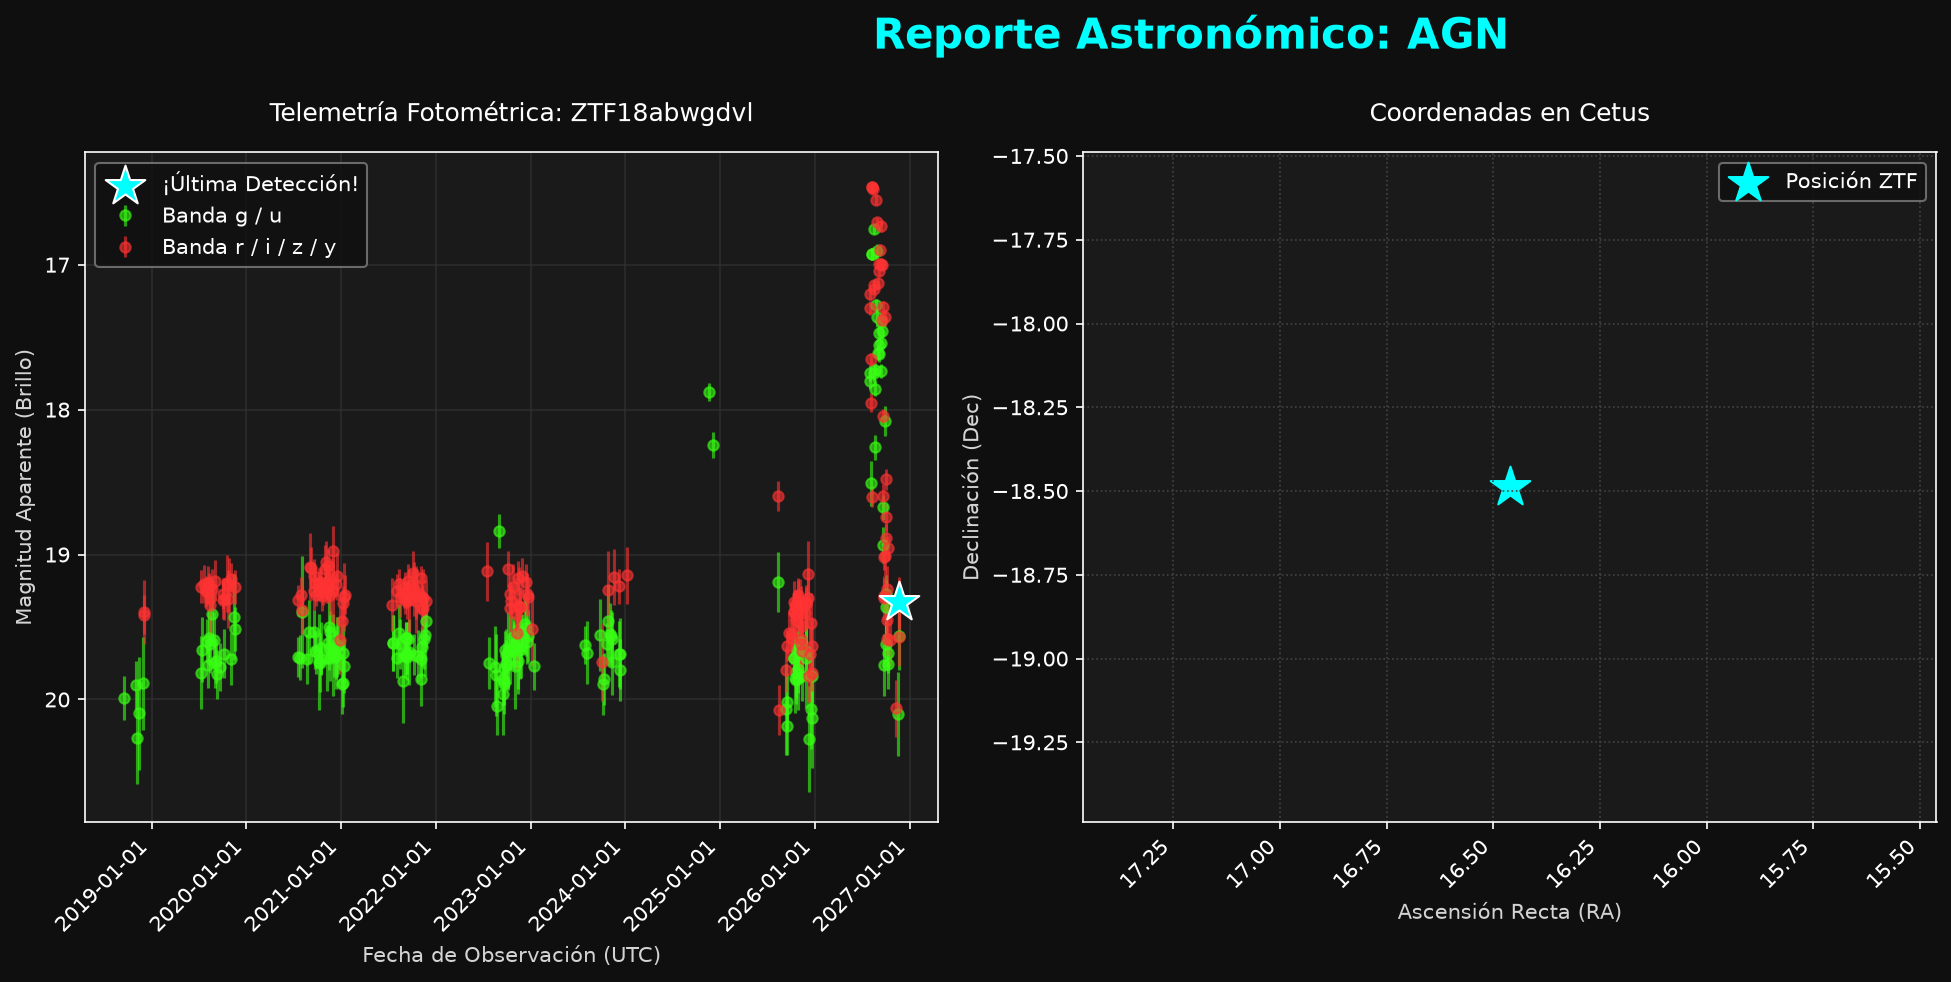 Reporte Astronómico: AGN
Telemetría Fotométrica: ZTF18abwgdvl
¡Última Detección!
Banda g / u
Banda r / i / z / y
Magnitud Aparente (Brillo)
17
18
19
20
2019-01-01
2020-01-01
2021-01-01
2022-01-01
2023-01-01
2024-01-01
2025-01-01
2026-01-01
2027-01-01
Fecha de Observación (UTC)
Coordenadas en Cetus
Posición ZTF
Declinación (Dec)
−17.50
−17.75
−18.00
−18.25
−18.50
−18.75
−19.00
−19.25
17.25
17.00
16.75
16.50
16.25
16.00
15.75
15.50
Ascensión Recta (RA)